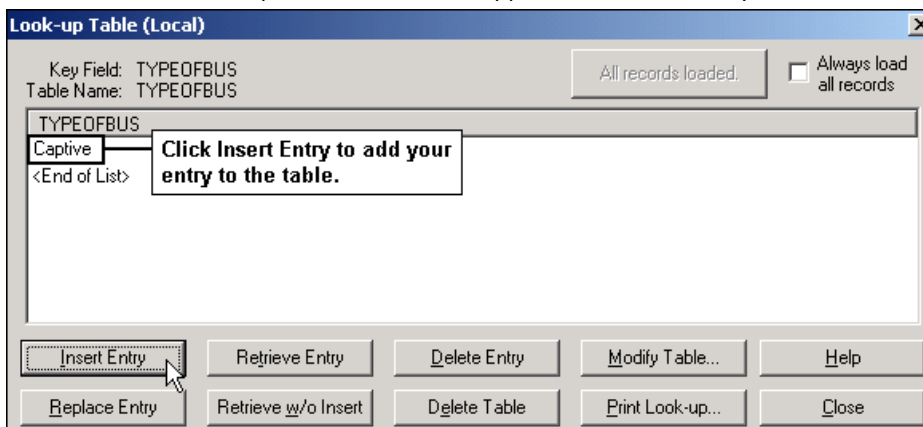 Look-up Table (Local)
Key Field: TYPEOFBUS
Table Name: TYPEOFBUS
All records loaded.
Always load
all records
TYPEOFBUS
Captive
<End of List>
Click Insert Entry to add your
entry to the table.
Insert Entry
Retrieve Entry
Delete Entry
Modify Table...
Help
Replace Entry
Retrieve w/o Insert
Delete Table
Print Look-up...
Close